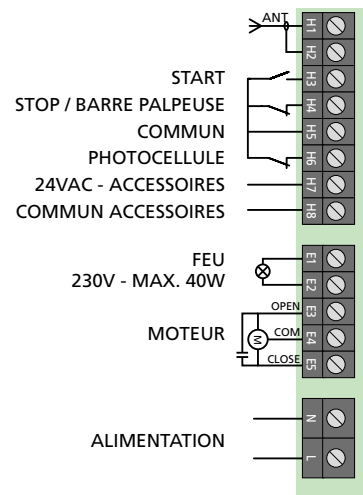 ANT
H1
H2
START
H3
STOP / BARRE PALPEUSE
H4
COMMUN
H5
PHOTOCELLULE
H6
24VAC - ACCESSOIRES
H7
COMMUN ACCESSOIRES
H8
FEU
E1
230V - MAX. 40W
E2
OPEN
E3
MOTEUR
M
COM
E4
CLOSE
E5
N
ALIMENTATION
L